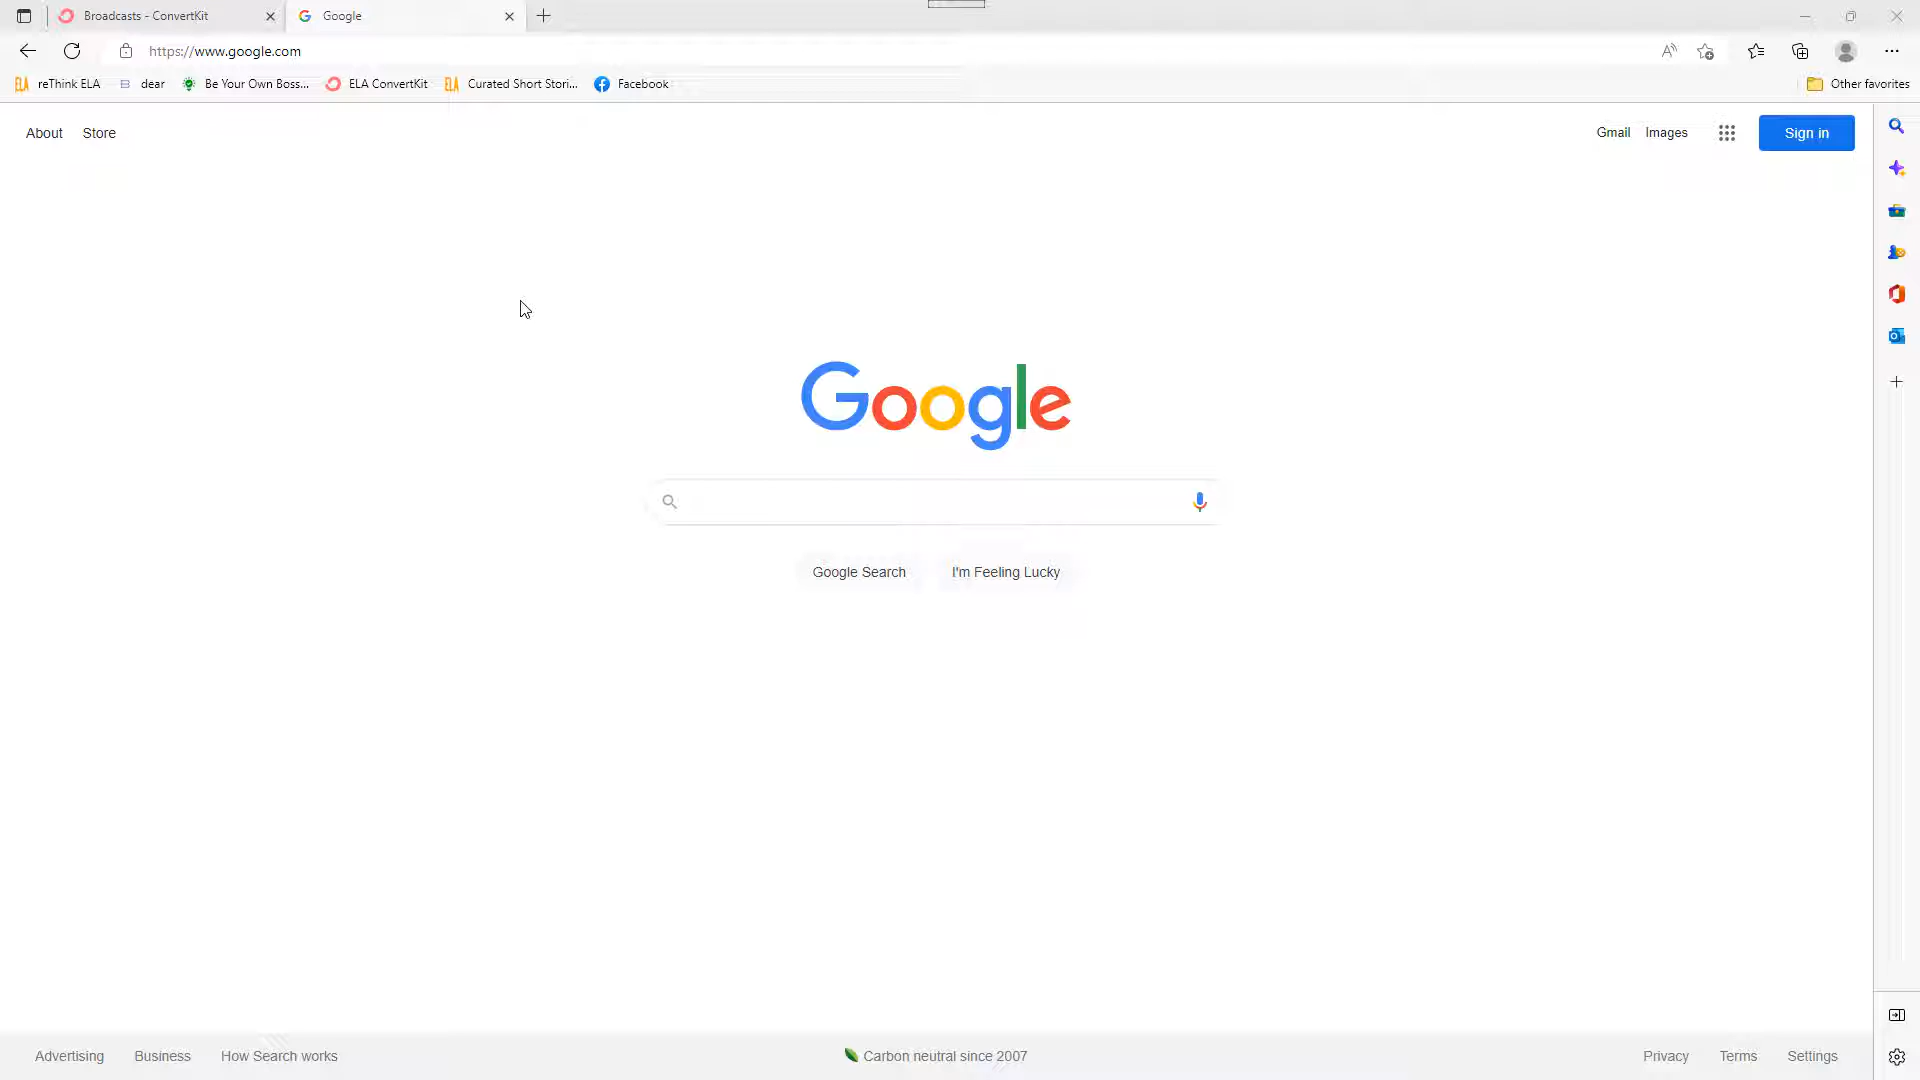 Broadcasts - ConvertKit
Google
https://www.google.com
reThink ELA dear Be Your Own Boss... ELA ConvertKit ELA Curated Short Stori... Facebook Other favorites
About Store Gmail Images Sign in
Google
Google Search I'm Feeling Lucky
Advertising Business How Search works Carbon neutral since 2007 Privacy Terms Settings